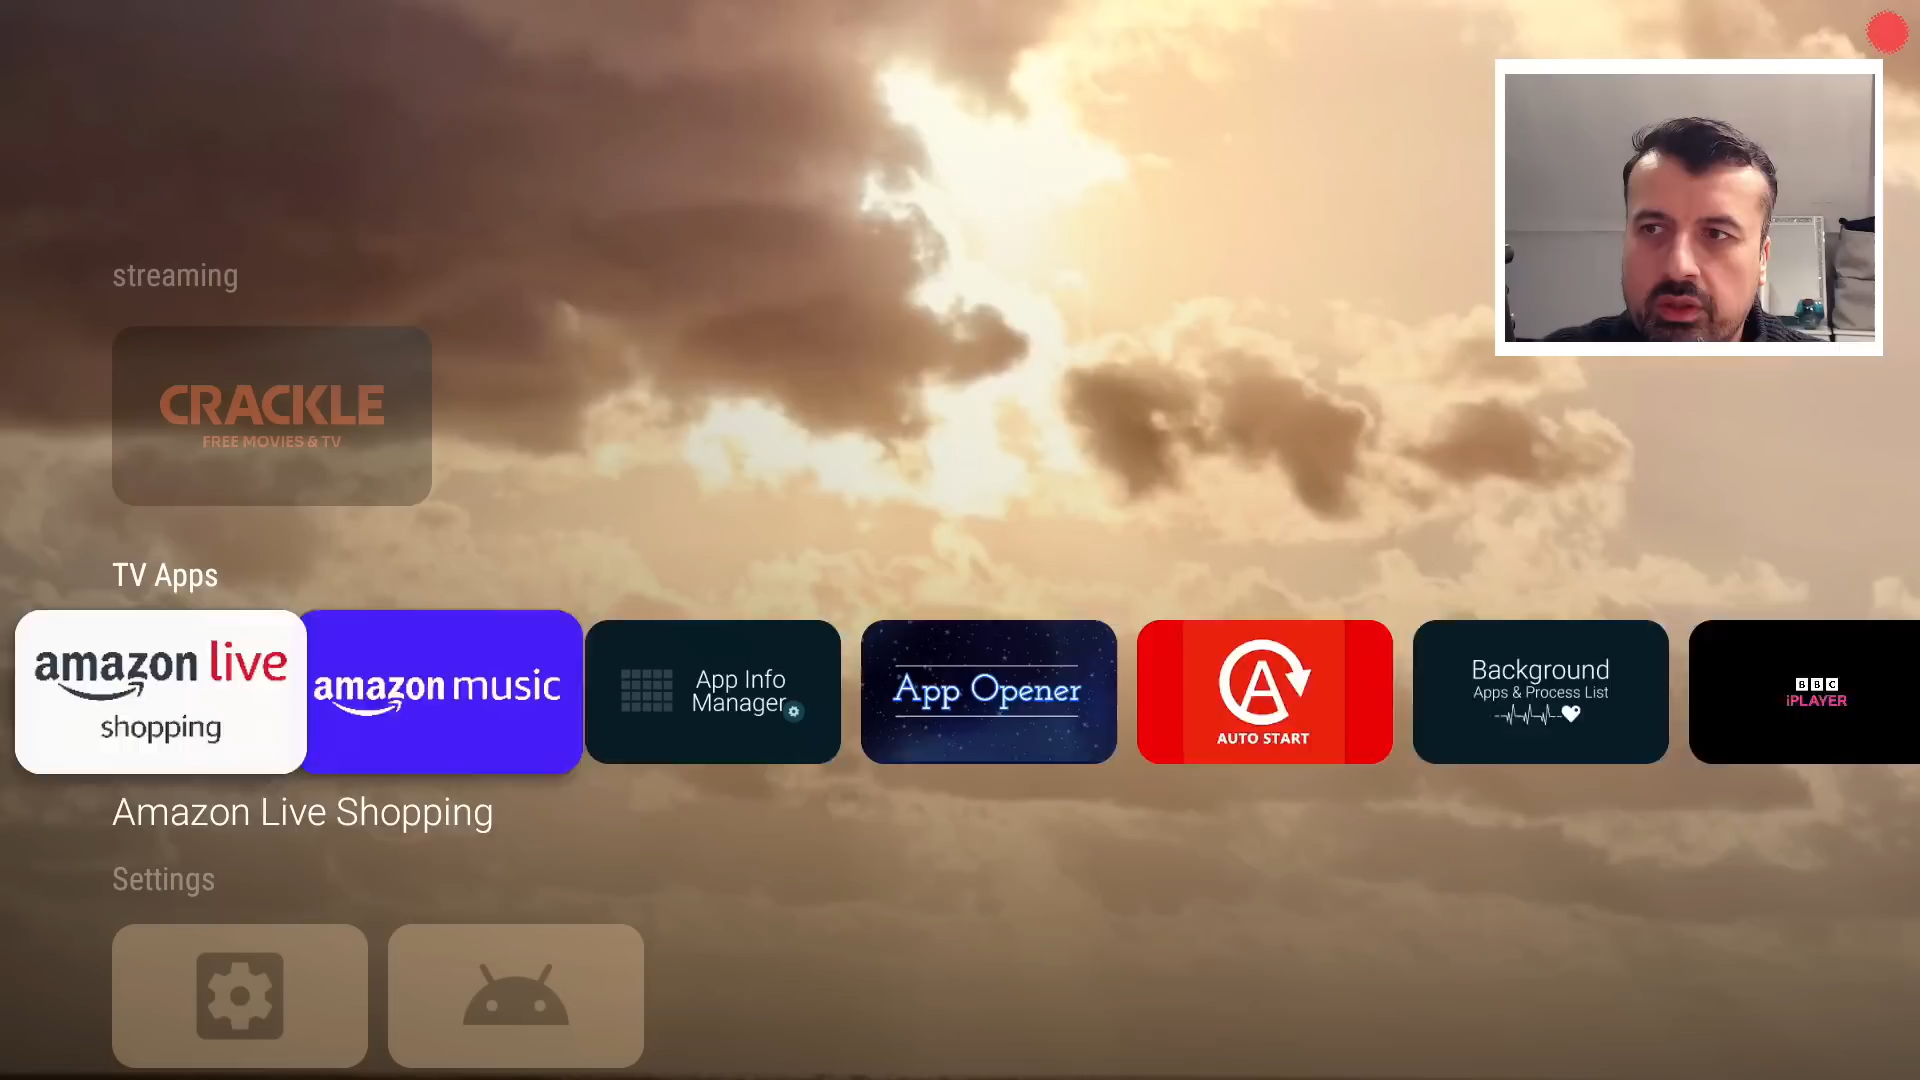 streaming
CRACKLE
FREE MOVIES & TV
TV Apps
amazon live
shopping
amazon music
App Info
Manager
App Opener
A
AUTO START
Background
Apps & Process List
BBC
iPLAYER
Amazon Live Shopping
Settings